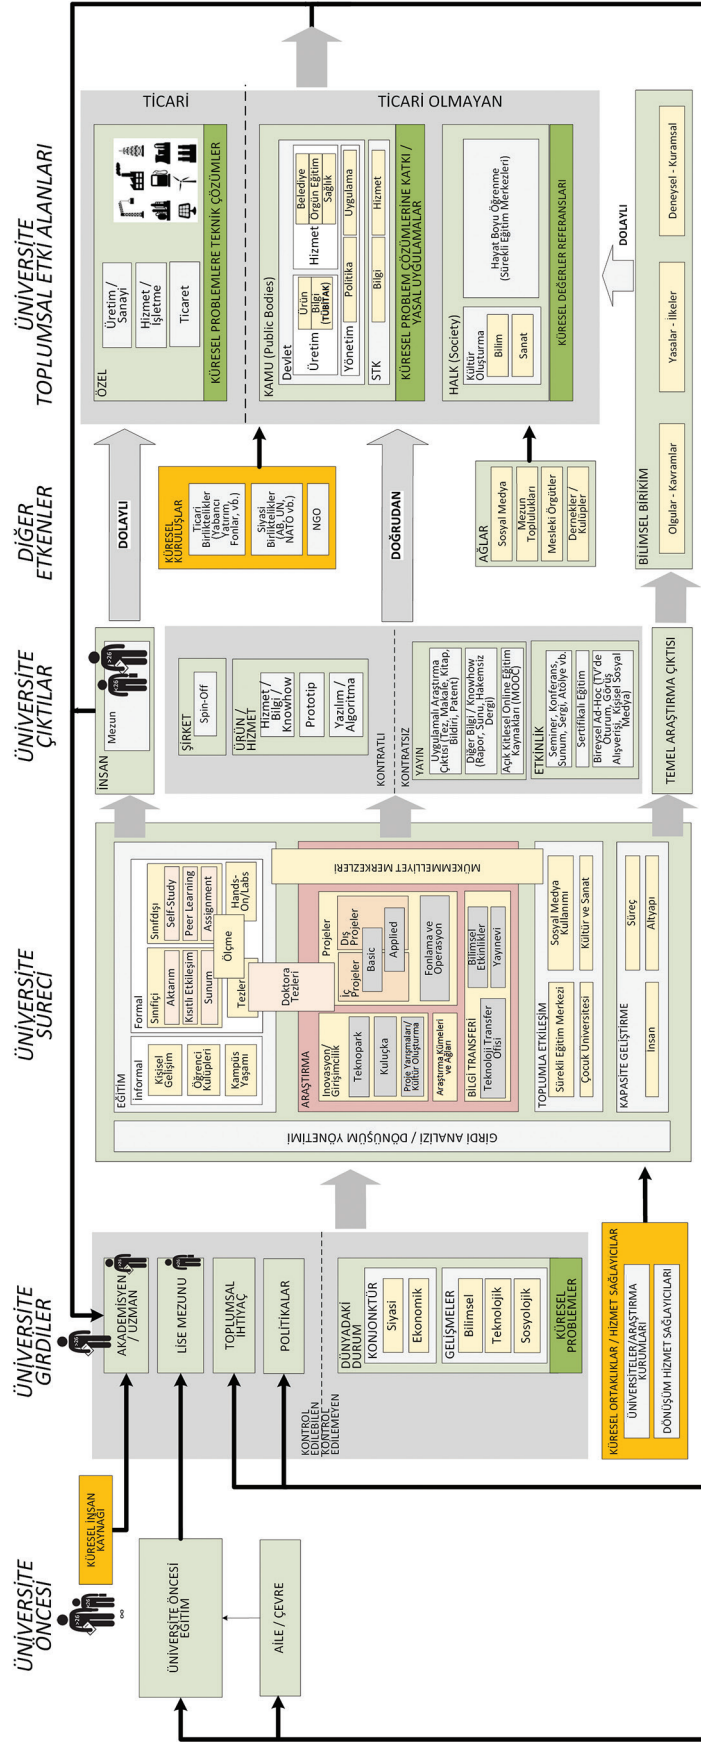 ÜNİVERSİTE
ÖNCESİ
>26
>26
8
KÜRESEL İNSAN
KAYNAĞI
ÜNİVERSİTE ÖNCESİ
EĞİTİM
AİLE / ÇEVRE
ÜNİVERSİTE
GİRDİLER
>26
AKADEMİSYEN
/ UZMAN
LİSE MEZUNU
TOPLUMSAL
İHTİYAÇ
POLİTİKALAR
KONTROL
EDİLEBİLEN
KONTROL
EDİLEMEYEN
DÜNYADAKİ
DURUM
KONJONKTÜR
Siyasi
Ekonomik
GELİŞMELER
Bilimsel
Teknolojik
Sosyolojik
KÜRESEL
PROBLEMLER
KÜRESEL ORTAKLIKLAR / HİZMET SAĞLAYICILAR
ÜNİVERSİTELER/ARAŞTIRMA
KURUMLARI
DÖNÜŞÜM HİZMET SAĞLAYICILARI
ÜNİVERSİTE
SÜRECİ
GİRDİ ANALİZİ / DÖNÜŞÜM YÖNETİMİ
EĞİTİM
İnformal
Kişisel
Gelişim
Öğrenci
Kulüpleri
Kampüs
Yaşamı
Formal
Sınıfiçi
Aktarım
Kısıtlı Etkileşim
Sunum
Sınıfdışı
Self-Study
Peer Learning
Assignment
Ölçme
Tezler
Hands-
On/Labs
Doktora
Tezleri
MÜKEMMELLİYET MERKEZLERİ
ARAŞTIRMA
İnovasyon/
Girişimcilik
Teknopark
Kuluçka
Proje Yarışmaları/
Kültür Oluşturma
Araştırma Kümeleri
ve Ağları
Projeler
İç
Projeler
Dış
Projeler
Basic
Applied
Fonlama ve
Operasyon
BİLGİ TRANSFERİ
Teknoloji Transfer
Ofisi
Bilimsel
Etkinlikler
Yayınevi
TOPLUMLA ETKİLEŞİM
Sürekli Eğitim Merkezi
Çocuk Üniversitesi
Sosyal Medya
Kullanımı
Kültür ve Sanat
KAPASİTE GELİŞTİRME
İnsan
Süreç
Altyapı
ÜNİVERSİTE
ÇIKTILAR
İNSAN
Mezun
>26
>26
ŞİRKET
Spin-Off
ÜRÜN/
HİZMET
Hizmet /
Bilgi /
Knowhow
Prototip
Yazılım /
Algoritma
KONTRATLI
KONTRATSIZ
YAYIN
Uygulamalı Araştırma
Çıktısı (Tez, Makale, Kitap,
Bildiri, Patent)
Diğer Bilgi / Knowhow
(Rapor, Sunu, Hakemsiz
Dergi)
Açık Kitlesel Online Eğitim
Kaynakları (MOOC)
ETKİNLİK
Seminer, Konferans,
Sunum, Sergi, Atölye vb.
Sertifikalı Eğitim
Bireysel Ad-Hoc (TV'de
Oturum, Görüş
Alışverişi, Kişisel Sosyal
Medya)
TEMEL ARAŞTIRMA ÇIKTISI
DİĞER
ETKENLER
DOLAYLI
KÜRESEL
KURULUŞLAR
Ticari
Birliktelikler
(Yabancı
Yatırım,
Fonlar, vb.)
Siyasi
Birliktelikler
(AB, UN,
NATO vb.)
NGO
DOĞRUDAN
AĞLAR
Sosyal Medya
Mezun
Toplulukları
Mesleki Örgütler
Dernekler /
Kulüpler
ÜNİVERSİTE
TOPLUMSAL ETKİ ALANLARI
TİCARİ
ÖZEL
Üretim /
Sanayi
Hizmet /
İşletme
Ticaret
KÜRESEL PROBLEMLERE TEKNİK ÇÖZÜMLER
TİCARİ OLMAYAN
KAMU (Public Bodies)
Devlet
Üretim
Ürün
Bilgi
(TÜBİTAK)
Hizmet
Belediye
Örgün Eğitim
Sağlık
Yönetim
Politika
Uygulama
STK
Bilgi
Hizmet
KÜRESEL PROBLEM ÇÖZÜMLERİNE KATKI /
YASAL UYGULAMALAR
HALK (Society)
Kültür
Oluşturma
Bilim
Sanat
Hayat Boyu Öğrenme
(Sürekli Eğitim Merkezleri)
KÜRESEL DEĞERLER REFERANSLARI
DOLAYLI
BİLİMSEL BİRİKİM
Olgular - Kavramlar
Yasalar - İlkeler
Deneysel - Kuramsal